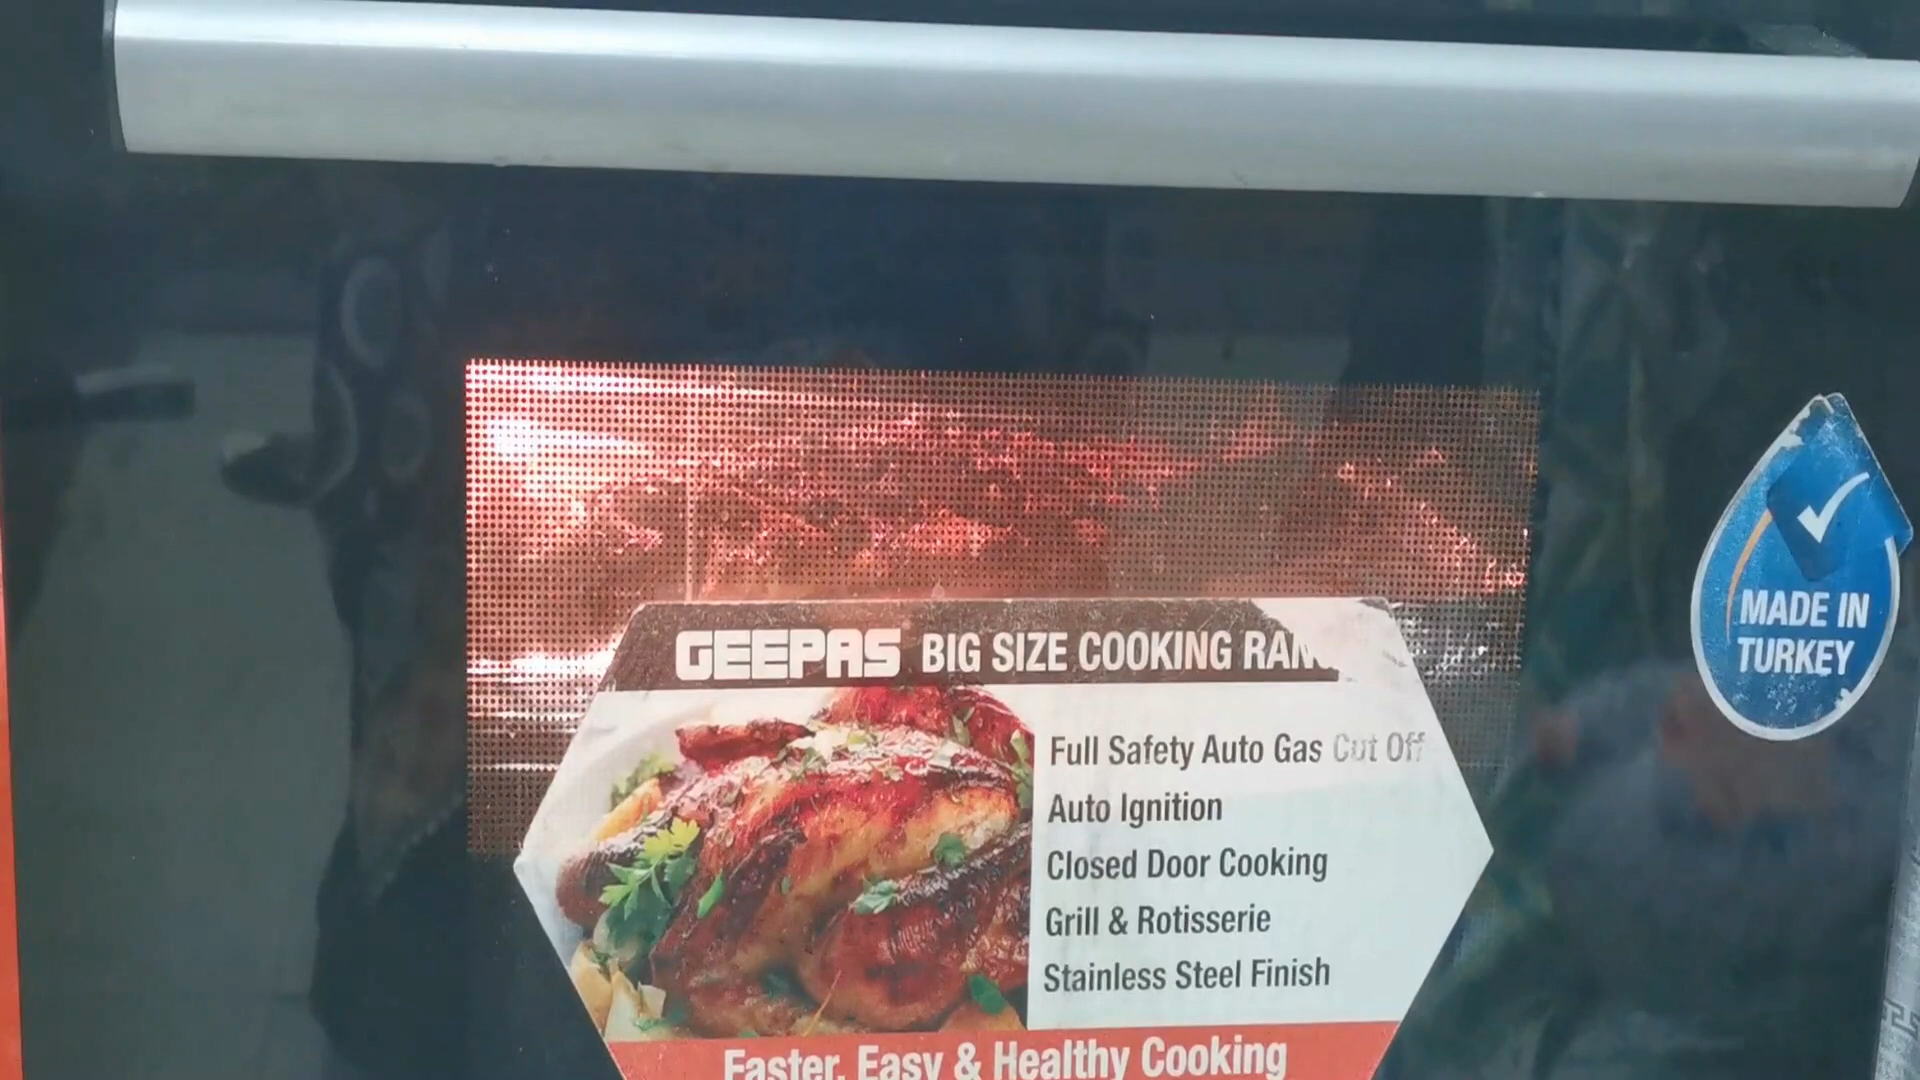 GEEPAS BIG SIZE COOKING
Full Safety Auto Gas Cut Off
Auto Ignition
Closed Door Cooking
Grill & Rotisserie
Stainless Steel Finish
Faster, Easy & Healthy Cooking
MADE IN
TURKEY